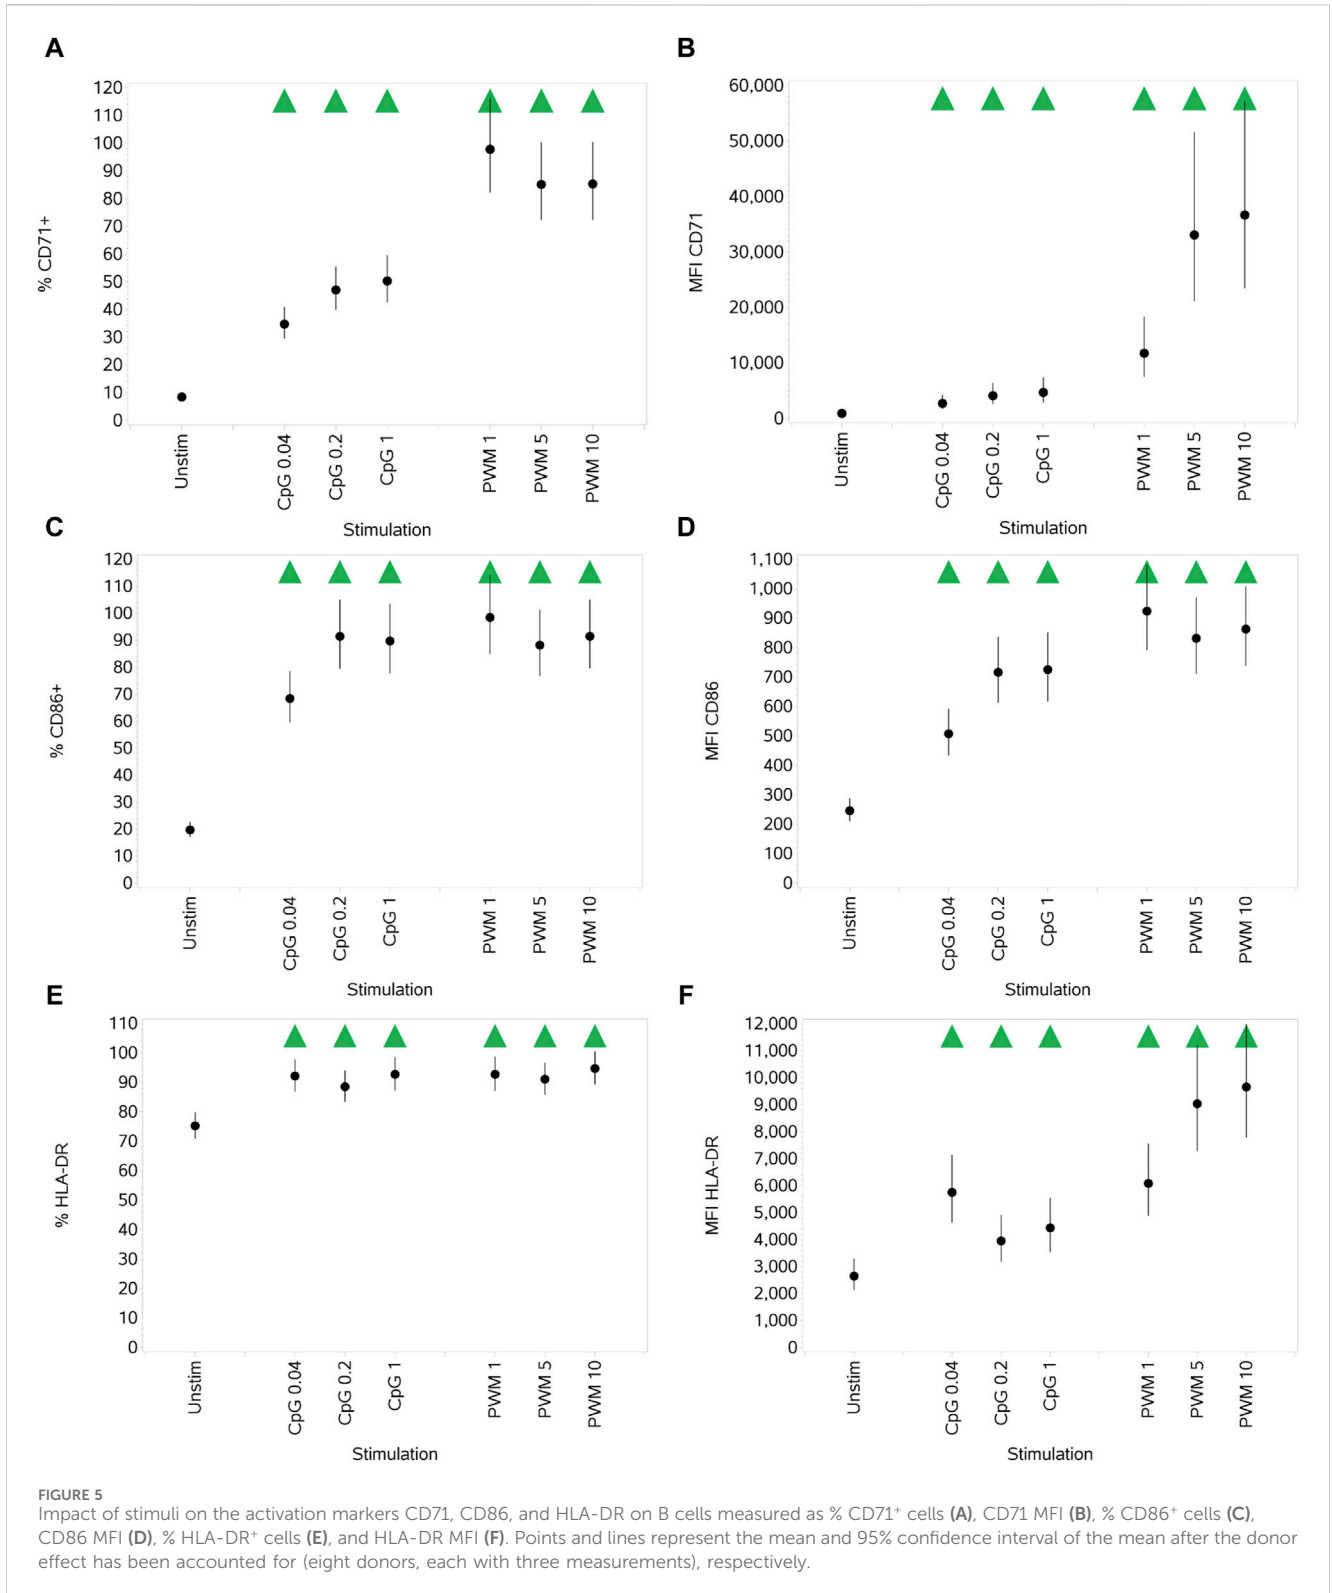 A
120
110
100
90
80
70
60
50
40
30
20
10
0
% CD71+
Unstim
CpG 0.04
CpG 0.2
CpG 1
PWM 1
PWM 5
PWM 10
Stimulation
B
60,000
50,000
40,000
30,000
20,000
10,000
0
MFI CD71
Unstim
CpG 0.04
CpG 0.2
CpG 1
PWM 1
PWM 5
PWM 10
Stimulation
C
120
110
100
90
80
70
60
50
40
30
20
10
0
% CD86+
Unstim
CpG 0.04
CpG 0.2
CpG 1
PWM 1
PWM 5
PWM 10
Stimulation
D
1,100
1,000
900
800
700
600
500
400
300
200
100
0
MFI CD86
Unstim
CpG 0.04
CpG 0.2
CpG 1
PWM 1
PWM 5
PWM 10
Stimulation
E
110
100
90
80
70
60
50
40
30
20
10
0
% HLA-DR
Unstim
CpG 0.04
CpG 0.2
CpG 1
PWM 1
PWM 5
PWM 10
Stimulation
F
12,000
11,000
10,000
9,000
8,000
7,000
6,000
5,000
4,000
3,000
2,000
1,000
0
MFI HLA-DR
Unstim
CpG 0.04
CpG 0.2
CpG 1
PWM 1
PWM 5
PWM 10
Stimulation
FIGURE 5
Impact of stimuli on the activation markers CD71, CD86, and HLA-DR on B cells measured as % CD71⁺ cells (A), CD71 MFI (B), % CD86⁺ cells (C),
CD86 MFI (D), % HLA-DR⁺ cells (E), and HLA-DR MFI (F). Points and lines represent the mean and 95% confidence interval of the mean after the donor
effect has been accounted for (eight donors, each with three measurements), respectively.